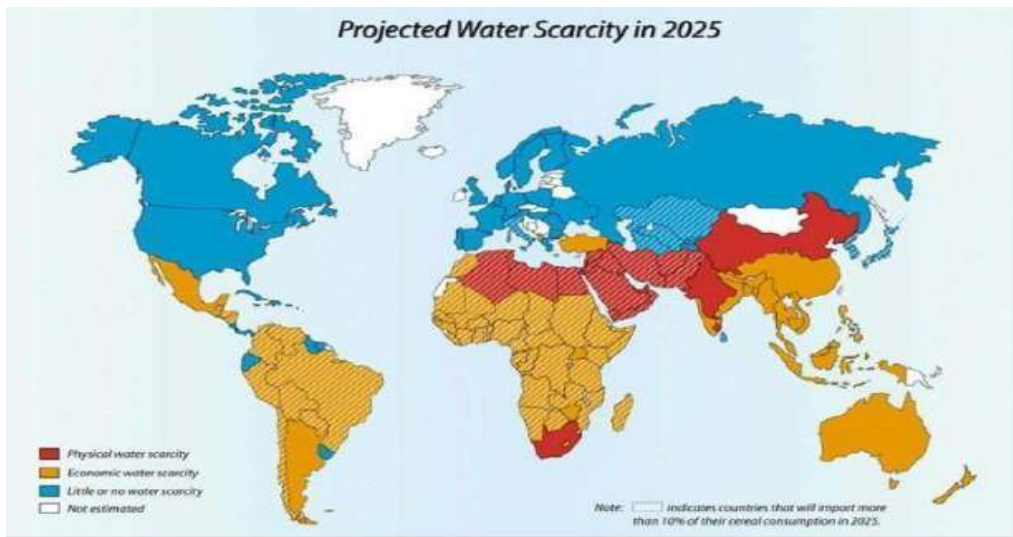 Projected Water Scarcity in 2025
Physical water scarcity
Economic water scarcity
Little or no water scarcity
Not estimated
Note: indicates countries that will import more
than 10% of their cereal consumption in 2025.